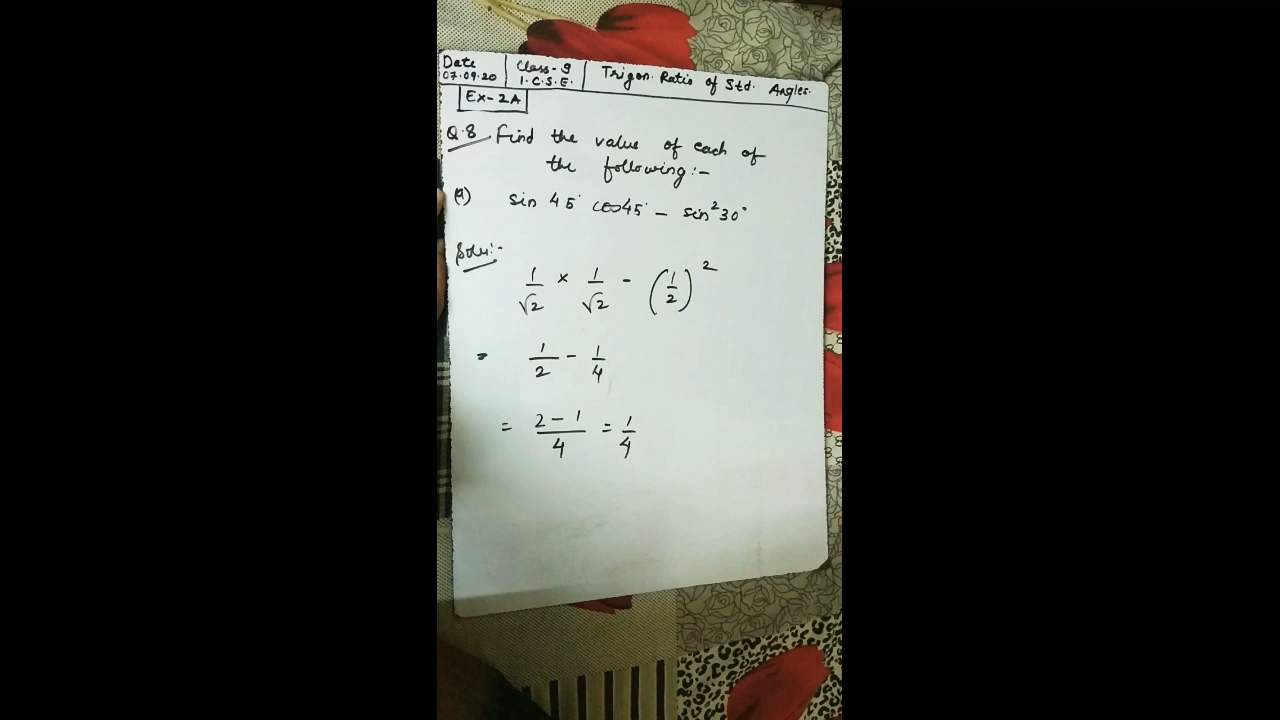 Date 07.09.20
Class-9 I.C.S.E.
Trigon. Ratio of Std. Angles.
Ex-2A
Q.8 Find the value of each of
the following:-
(a) sin 45° cos45° - sin²30°
Solu:-
1/√2 × 1/√2 - (1/2)²
= 1/2 - 1/4
= 2-1/4 = 1/4